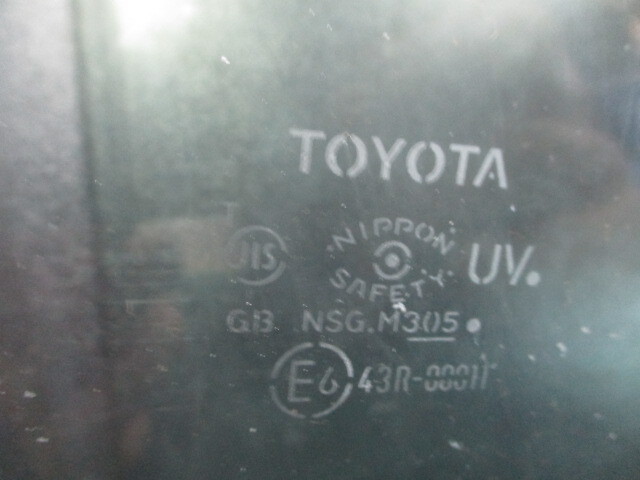 TOYOTA
JIS NIPPON SAFETY UV.
GB NSG.M305.
E6 43R-00011